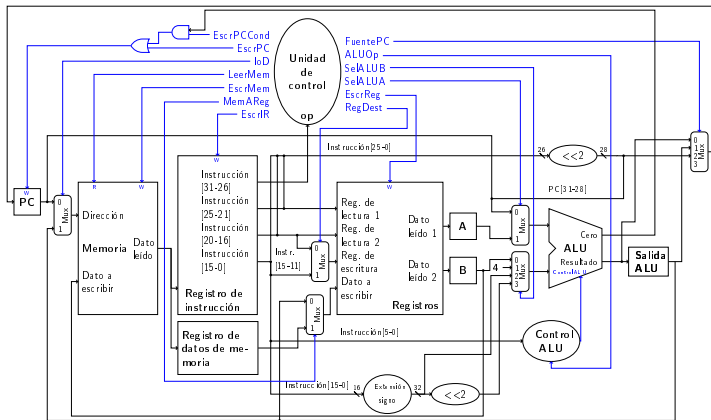 EscrPCCond
EscrPC
IoD
LeerMem
EscrMem
MemAReg
EscrIR
Unidad
de
control
op
FuentePC
ALUOp
SelALUB
SelALUA
EscrReg
RegDest
Instrucción[25-0]
26
<<2
28
PC[31-28]
0
1
2
3
Mux
W
PC
0
1
Mux
R
W
Dirección
Memoria
Dato
leído
Dato a
escribir
W
Instrucción
[31-26]
Instrucción
[25-21]
Instrucción
[20-16]
Instrucción
[15-0]
Registro de
instrucción
Registro de
datos de me-
moria
Instr.
[15-11]
0
1
Mux
0
1
Mux
W
Reg. de
lectura 1
Reg. de
lectura 2
Reg. de
escritura
Dato a
escribir
Dato
leído 1
Dato
leído 2
Registros
A
B
4
0
1
Mux
0
1
2
3
Mux
Cero
ALU
Resultado
ControlALU
Salida
ALU
Instrucción[5-0]
Control
ALU
Instrucción[15-0]
16
Extensión
signo
32
<<2